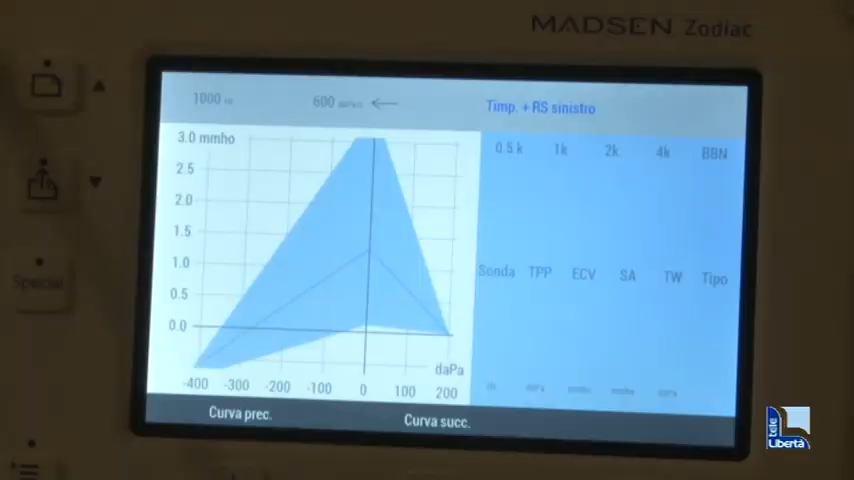 MADSEN Zodiac
1000 600 ← Timp. + RS sinistro
3.0 mmho
2.5
2.0
1.5
1.0
0.5
0.0
daPa
-400 -300 -200 -100 0 100 200
0.5 k 1k 2k 4k BBN
Sonda TPP ECV SA TW Tipo
Curva prec. Curva succ.
Special
tele
Libertà